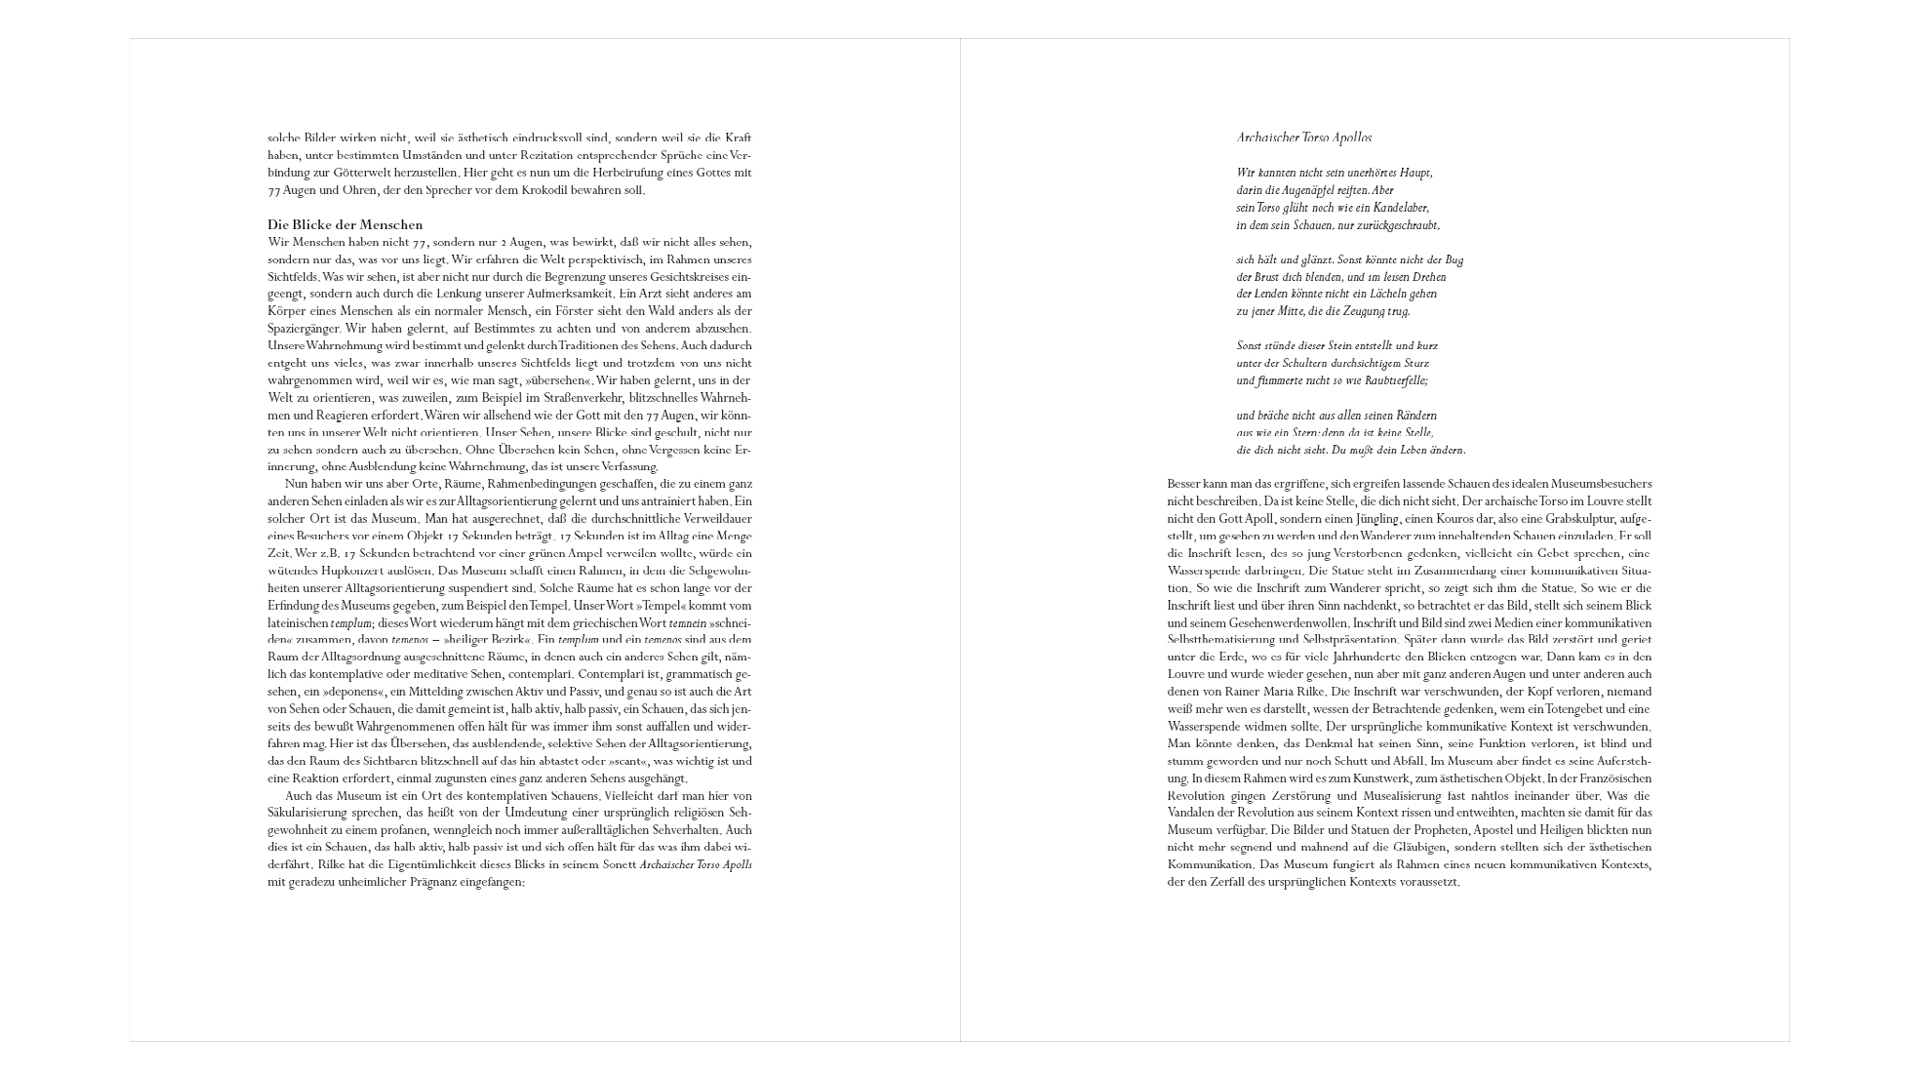 solche Bilder wirken nicht, weil sie ästhetisch eindrucksvoll sind, sondern weil sie die Kraft
haben, unter bestimmten Umständen und unter Rezitation entsprechender Sprüche eine Ver-
bindung zur Götterwelt herzustellen. Hier geht es nun um die Herbeirufung eines Gottes mit
77 Augen und Ohren, der den Sprecher vor dem Krokodil bewahren soll.
Die Blicke der Menschen
Wir Menschen haben nicht 77, sondern nur 2 Augen, was bewirkt, daß wir nicht alles sehen,
sondern nur das, was vor uns liegt. Wir erfahren die Welt perspektivisch, im Rahmen unseres
Sichtfelds. Was wir sehen, ist aber nicht nur durch die Begrenzung unseres Gesichtskreises ein-
geengt, sondern auch durch die Lenkung unserer Aufmerksamkeit. Ein Arzt sieht anderes am
Körper eines Menschen als ein normaler Mensch, ein Förster sieht den Wald anders als der
Spaziergänger. Wir haben gelernt, auf Bestimmtes zu achten und von anderem abzusehen.
Unsere Wahrnehmung wird bestimmt und gelenkt durch Traditionen des Sehens. Auch dadurch
entgeht uns vieles, was zwar innerhalb unseres Sichtfelds liegt und trotzdem von uns nicht
wahrgenommen wird, weil wir es, wie man sagt, »übersehen«. Wir haben gelernt, uns in der
Welt zu orientieren, was zuweilen, zum Beispiel im Straßenverkehr, blitzschnelles Wahrneh-
men und Reagieren erfordert. Wären wir allsehend wie der Gott mit den 77 Augen, wir könn-
ten uns in unserer Welt nicht orientieren. Unser Sehen, unsere Blicke sind geschult, nicht nur
zu sehen sondern auch zu übersehen. Ohne Übersehen kein Sehen, ohne Vergessen keine Er-
innerung, ohne Ausblendung keine Wahrnehmung, das ist unsere Verfassung.
Nun haben wir uns aber Orte, Räume, Rahmenbedingungen geschaffen, die zu einem ganz
anderen Sehen einladen als wir es zur Alltagsorientierung gelernt und uns antrainiert haben. Ein
solcher Ort ist das Museum. Man hat ausgerechnet, daß die durchschnittliche Verweildauer
eines Besuchers vor einem Objekt 17 Sekunden beträgt. 17 Sekunden ist im Alltag eine Menge
Zeit. Wer z.B. 17 Sekunden betrachtend vor einer grünen Ampel verweilen wollte, würde ein
wütendes Hupkonzert auslösen. Das Museum schafft einen Rahmen, in dem die Sehgewohn-
heiten unserer Alltagsorientierung suspendiert sind. Solche Räume hat es schon lange vor der
Erfindung des Museums gegeben, zum Beispiel den Tempel. Unser Wort »Tempel« kommt vom
lateinischen templum; dieses Wort wiederum hängt mit dem griechischen Wort temnein »schnei-
den« zusammen, davon temenos – »heiliger Bezirk«. Ein templum und ein temenos sind aus dem
Raum der Alltagsordnung ausgeschnittene Räume, in denen auch ein anderes Sehen gilt, näm-
lich das kontemplative oder meditative Sehen, contemplari. Contemplari ist, grammatisch ge-
sehen, ein »deponens«, ein Mittelding zwischen Aktiv und Passiv, und genau so ist auch die Art
von Sehen oder Schauen, die damit gemeint ist, halb aktiv, halb passiv, ein Schauen, das sich jen-
seits des bewußt Wahrgenommenen offen hält für was immer ihm sonst auffallen und wider-
fahren mag. Hier ist das Übersehen, das ausblendende, selektive Sehen der Alltagsorientierung,
das den Raum des Sichtbaren blitzschnell auf das hin abtastet oder »scant«, was wichtig ist und
eine Reaktion erfordert, einmal zugunsten eines ganz anderen Sehens ausgehängt.
Auch das Museum ist ein Ort des kontemplativen Schauens. Vielleicht darf man hier von
Säkularisierung sprechen, das heißt von der Umdeutung einer ursprünglich religiösen Seh-
gewohnheit zu einem profanen, wenngleich noch immer außeralltäglichen Sehverhalten. Auch
dies ist ein Schauen, das halb aktiv, halb passiv ist und sich offen hält für das was ihm dabei wi-
derfährt. Rilke hat die Eigentümlichkeit dieses Blicks in seinem Sonett Archaischer Torso Apolls
mit geradezu unheimlicher Prägnanz eingefangen:
Archaischer Torso Apollos
Wir kannten nicht sein unerhörtes Haupt,
darin die Augenäpfel reiften. Aber
sein Torso glüht noch wie ein Kandelaber,
in dem sein Schauen, nur zurückgeschraubt,
sich hält und glänzt. Sonst könnte nicht der Bug
der Brust dich blenden, und im leisen Drehen
der Lenden könnte nicht ein Lächeln gehen
zu jener Mitte, die die Zeugung trug.
Sonst stünde dieser Stein entstellt und kurz
unter der Schultern durchsichtigem Sturz
und flimmerte nicht so wie Raubtierfelle;
und bräche nicht aus allen seinen Rändern
aus wie ein Stern: denn da ist keine Stelle,
die dich nicht sieht. Du mußt dein Leben ändern.
Besser kann man das ergriffene, sich ergreifen lassende Schauen des idealen Museumsbesuchers
nicht beschreiben. Da ist keine Stelle, die dich nicht sieht. Der archaische Torso im Louvre stellt
nicht den Gott Apoll, sondern einen Jüngling, einen Kouros dar, also eine Grabskulptur, aufge-
stellt, um gesehen zu werden und den Wanderer zum innehaltenden Schauen einzuladen. Er soll
die Inschrift lesen, des so jung Verstorbenen gedenken, vielleicht ein Gebet sprechen, eine
Wasserspende darbringen. Die Statue steht im Zusammenhang einer kommunikativen Situa-
tion. So wie die Inschrift zum Wanderer spricht, so zeigt sich ihm die Statue. So wie er die
Inschrift liest und über ihren Sinn nachdenkt, so betrachtet er das Bild, stellt sich seinem Blick
und seinem Gesehenwerdenwollen. Inschrift und Bild sind zwei Medien einer kommunikativen
Selbstthematisierung und Selbstpräsentation. Später dann wurde das Bild zerstört und geriet
unter die Erde, wo es für viele Jahrhunderte den Blicken entzogen war. Dann kam es in den
Louvre und wurde wieder gesehen, nun aber mit ganz anderen Augen und unter anderen auch
denen von Rainer Maria Rilke. Die Inschrift war verschwunden, der Kopf verloren, niemand
weiß mehr wen es darstellt, wessen der Betrachtende gedenken, wem ein Totengebet und eine
Wasserspende widmen sollte. Der ursprüngliche kommunikative Kontext ist verschwunden.
Man könnte denken, das Denkmal hat seinen Sinn, seine Funktion verloren, ist blind und
stumm geworden und nur noch Schutt und Abfall. Im Museum aber findet es seine Aufersteh-
ung. In diesem Rahmen wird es zum Kunstwerk, zum ästhetischen Objekt. In der Französischen
Revolution gingen Zerstörung und Musealisierung fast nahtlos ineinander über. Was die
Vandalen der Revolution aus seinem Kontext rissen und entweihten, machten sie damit für das
Museum verfügbar. Die Bilder und Statuen der Propheten, Apostel und Heiligen blickten nun
nicht mehr segnend und mahnend auf die Gläubigen, sondern stellten sich der ästhetischen
Kommunikation. Das Museum fungiert als Rahmen eines neuen kommunikativen Kontexts,
der den Zerfall des ursprünglichen Kontexts voraussetzt.